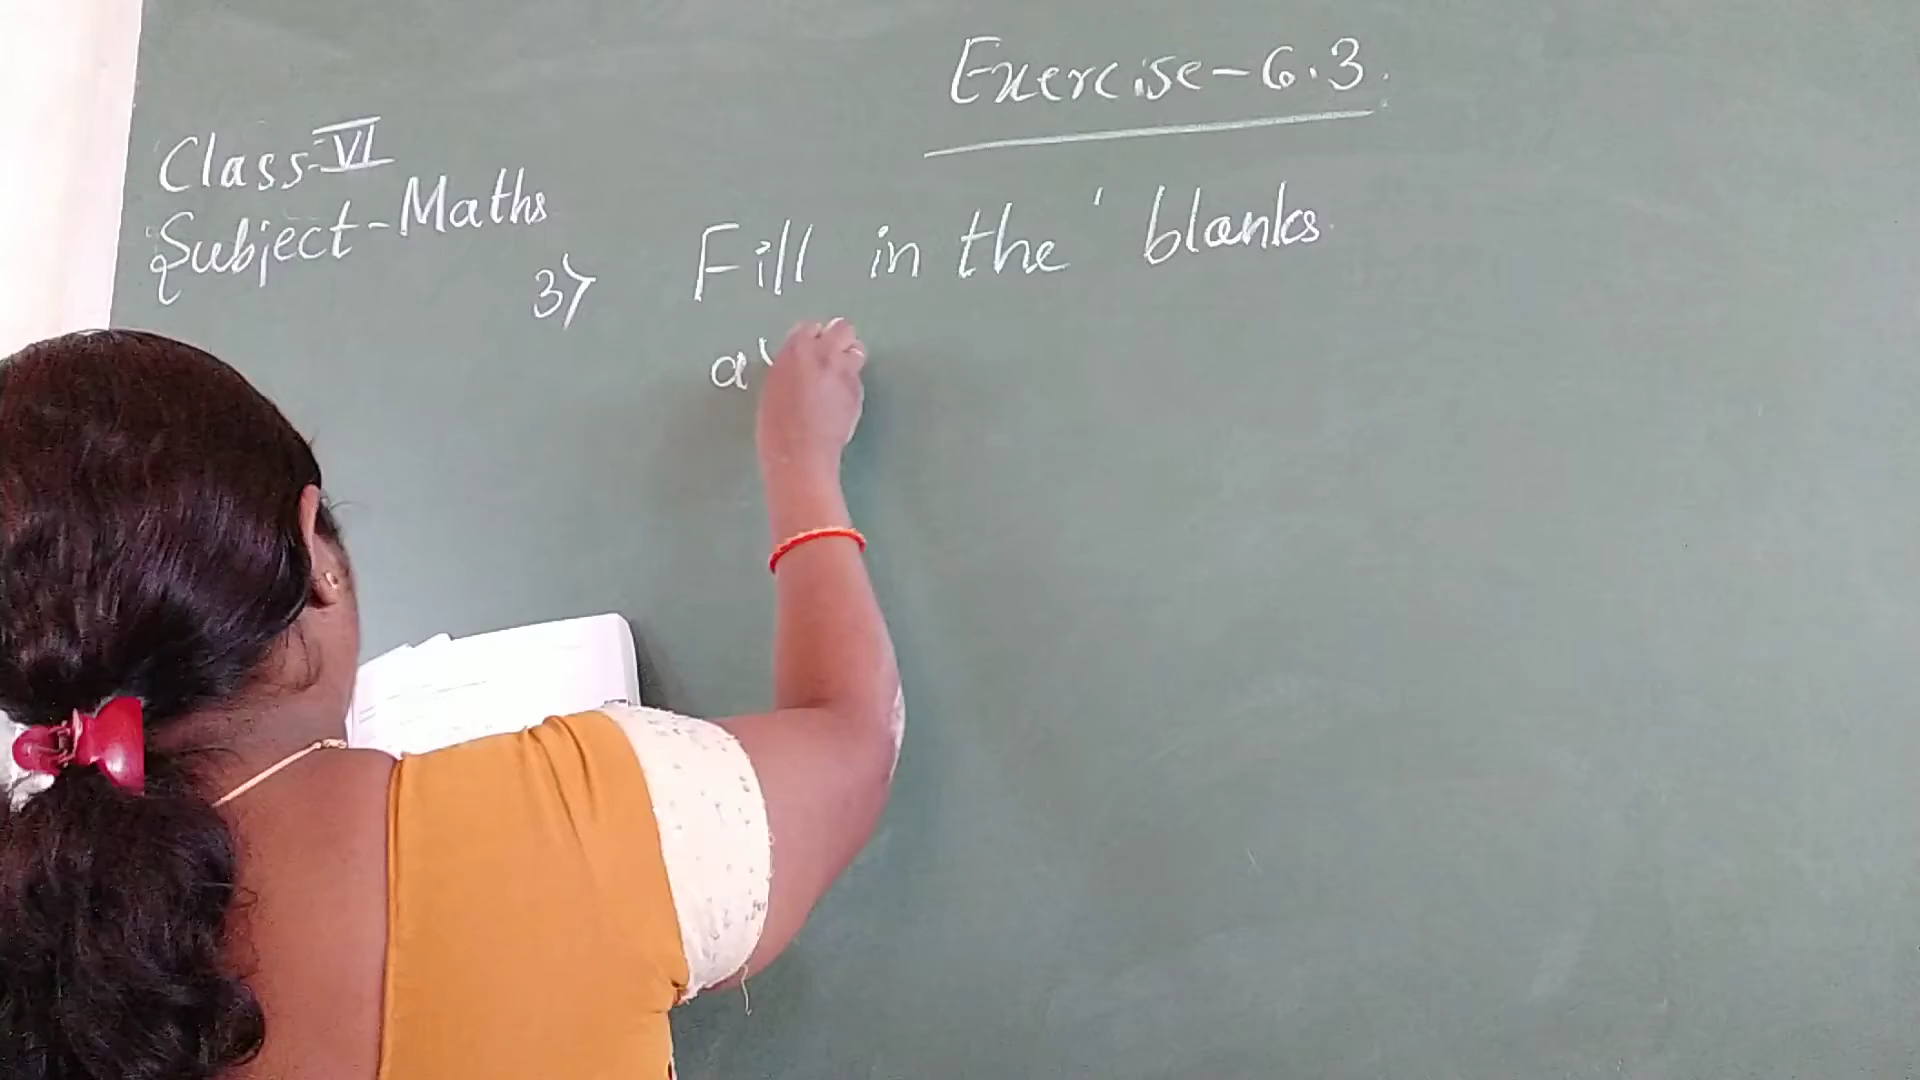 Exercise-6.3.
Class-VI
Subject-Maths
3) Fill in the blanks.
a)